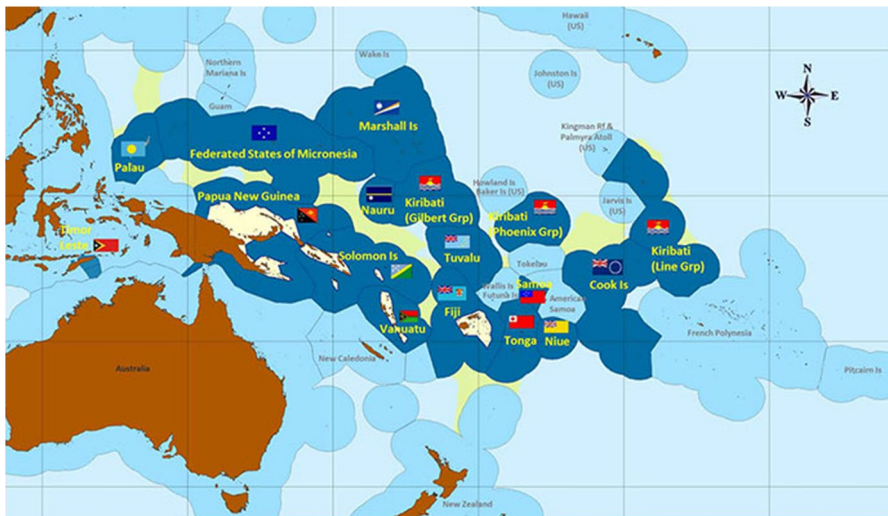 Hawaii
(US)
Northern
Mariana Is
Wake Is
Johnston Is
(US)
N
W E
S
Guam
Marshall Is
Kingman Rf &
Palmyra Atoll
(US)
Palau
Federated States of Micronesia
Papua New Guinea
Nauru
Kiribati
(Gilbert Grp)
Howland Is
Baker Is (US)
Jarvis Is
(US)
Kiribati
(Phoenix Grp)
Kiribati
(Line Grp)
Timor
Leste
Solomon Is
Tuvalu
Tokelau
Wallis Is
Futuna Is
Samoa
American
Samoa
Cook Is
Fiji
Vanuatu
Tonga
Niue
French Polynesia
New Caledonia
Australia
Pitcairn Is
New Zealand